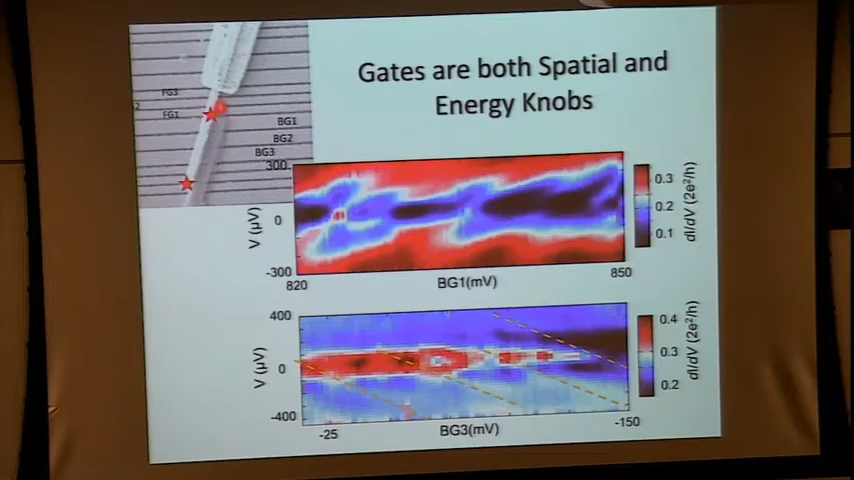 Gates are both Spatial and
Energy Knobs
FG3
FG1
2
BG1
BG2
BG3
300
0
-300
V (μV)
820
BG1(mV)
850
0.3
0.2
0.1
dI/dV (2e²/h)
400
0
-400
V (μV)
-25
BG3(mV)
-150
0.4
0.3
0.2
dI/dV (2e²/h)